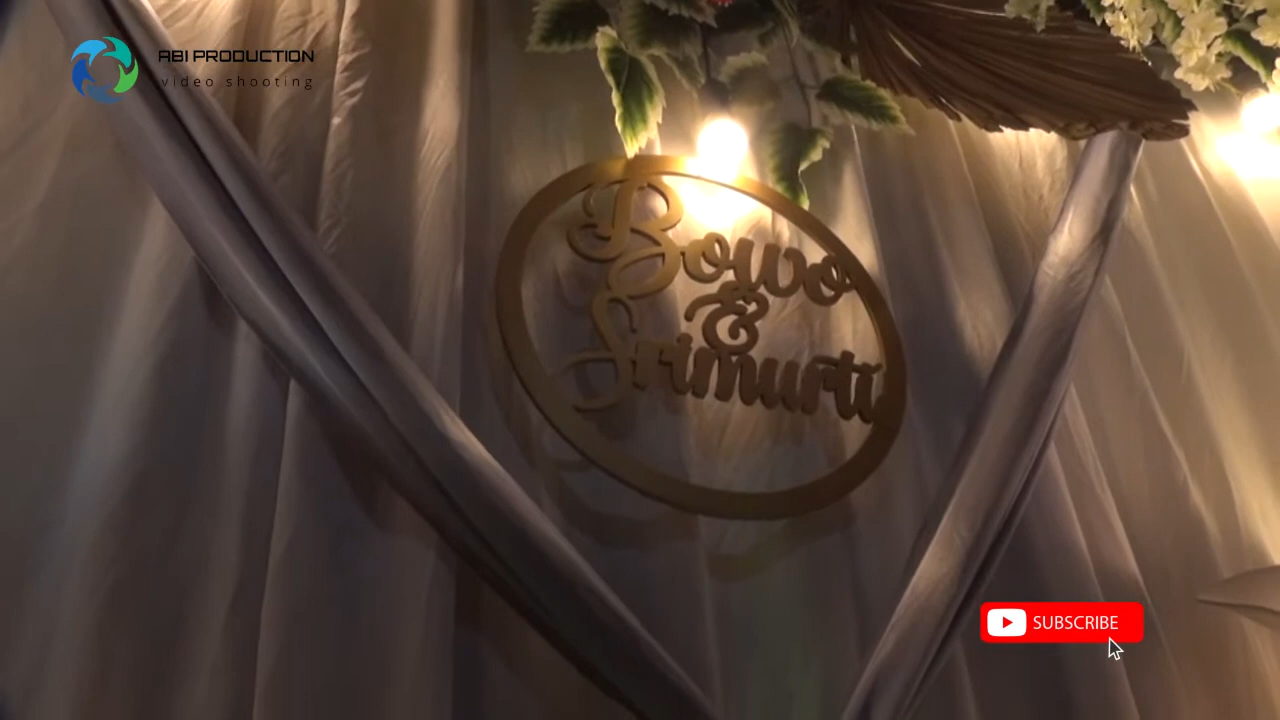 ABI PRODUCTION
video shooting
Bowo
&
Srimurti
SUBSCRIBE